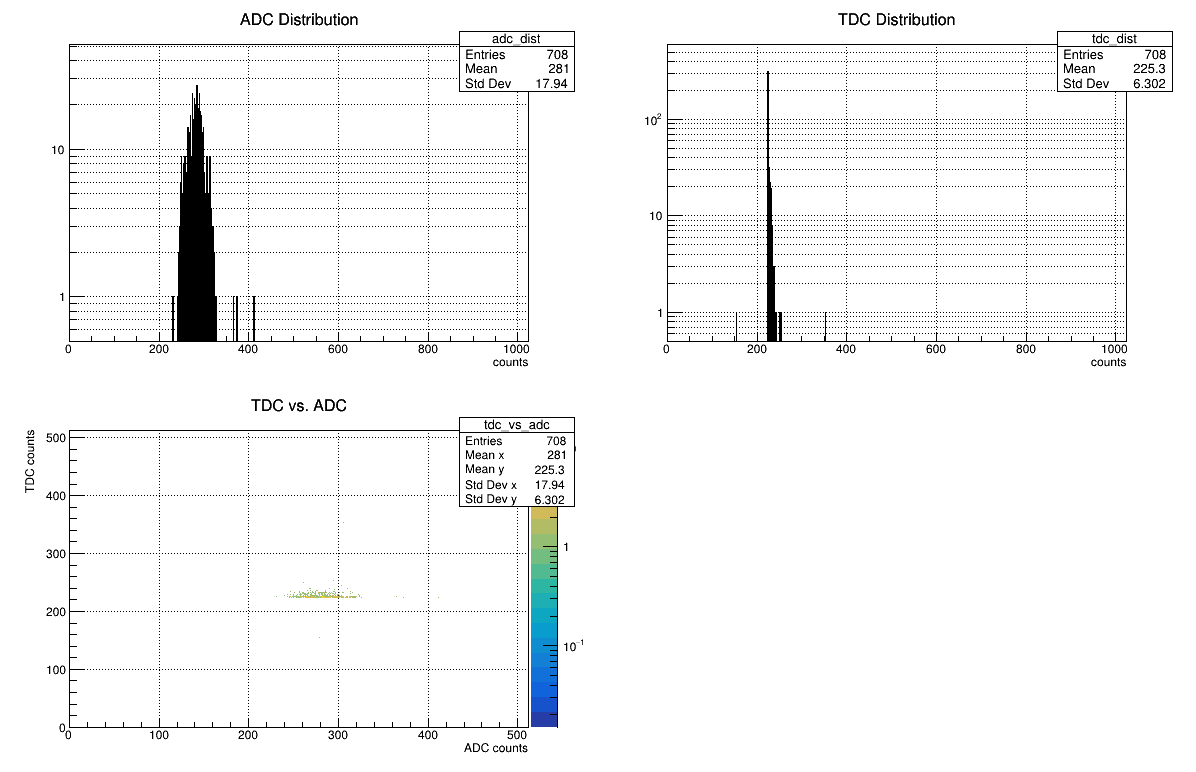 ADC Distribution
adc_dist
Entries 708
Mean 281
Std Dev 17.94
10
1
0 200 400 600 800 1000
counts
TDC Distribution
tdc_dist
Entries 708
Mean 225.3
Std Dev 6.302
10²
10
1
0 200 400 600 800 1000
counts
TDC vs. ADC
tdc_vs_adc
Entries 708
Mean x 281
Mean y 225.3
Std Dev x 17.94
Std Dev y 6.302
TDC counts
500
400
300
200
100
0
0 100 200 300 400 500
ADC counts
1
10⁻¹